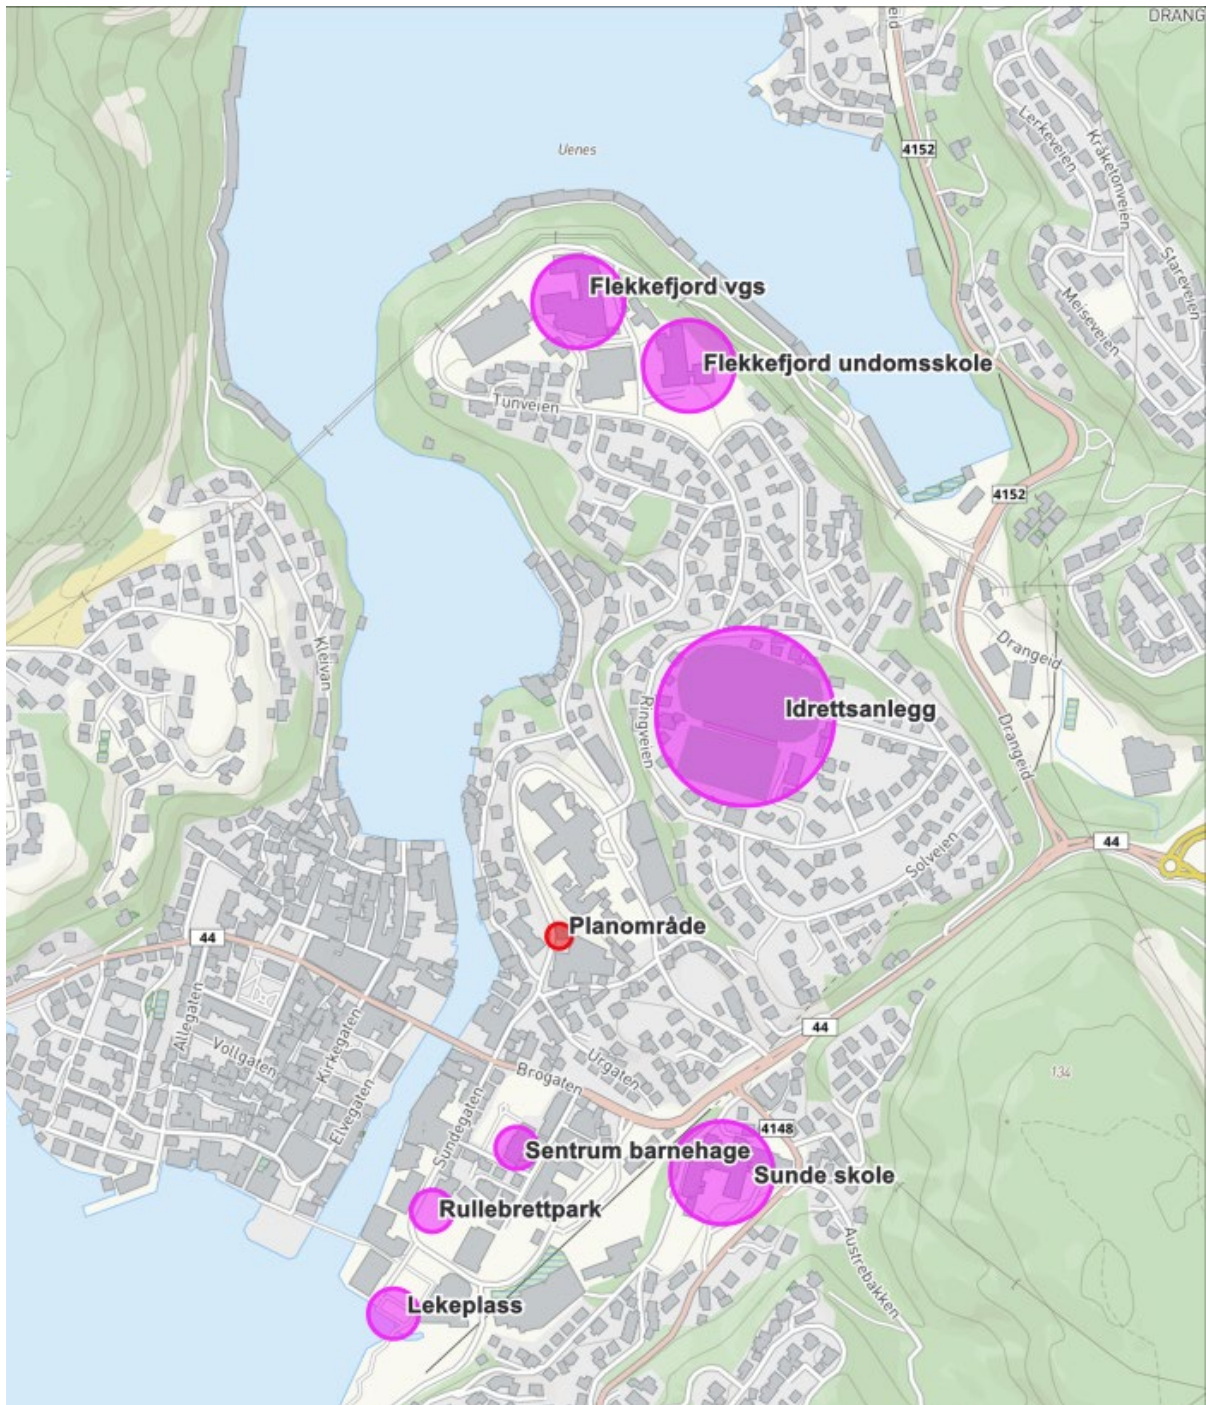 DRANG
eid
4152
Lerkeveien
Kråketonveien
Uenes
Stareveien
Meiseveien
Flekkefjord vgs
Flekkefjord undomsskole
Tunveien
4152
Drangeid
Kleivan
Ringveien
Idrettsanlegg
Drangeid
Solveien
44
Planområde
44
Allegaten
Vollgaten
Kirkegaten
Elvegaten
44
Urgaten
Brogaten
134
Sundegaten
4148
Sentrum barnehage
Sunde skole
Rullebrettpark
Austrebakken
Lekeplass